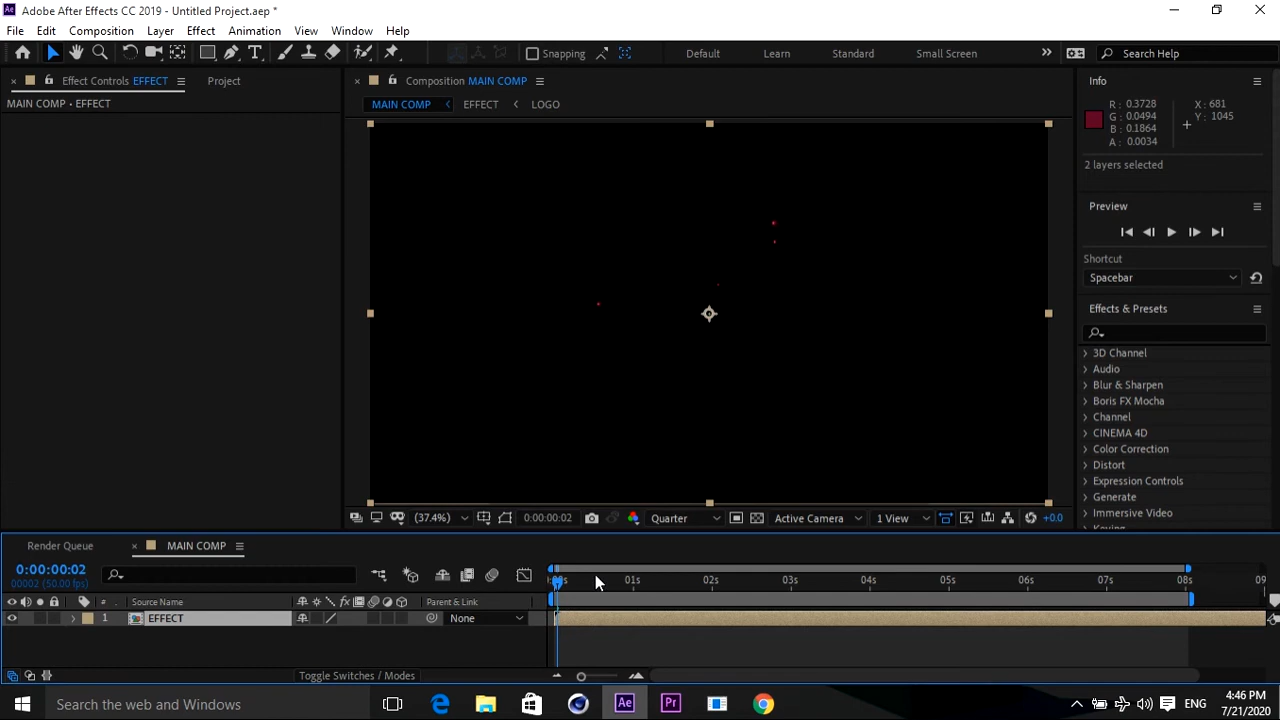 Adobe After Effects CC 2019 - Untitled Project.aep *
File Edit Composition Layer Effect Animation View Window Help
Snapping Default Learn Standard Small Screen Search Help
Effect Controls EFFECT Project
MAIN COMP • EFFECT
Composition MAIN COMP
MAIN COMP EFFECT LOGO
Info
R : 0.3728
G : 0.0494
B : 0.1864
A : 0.0034
X : 681
Y : 1045
2 layers selected
Preview
Shortcut
Spacebar
Effects & Presets
3D Channel
Audio
Blur & Sharpen
Boris FX Mocha
Channel
CINEMA 4D
Color Correction
Distort
Expression Controls
Generate
Immersive Video
Keying
(37.4%) 0:00:00:02 Quarter Active Camera 1 View +0.0
Render Queue MAIN COMP
0:00:00:02
00002 (50.00 fps)
01s 02s 03s 04s 05s 06s 07s 08s 09
# Source Name Parent & Link
1 EFFECT None
Toggle Switches / Modes
Search the web and Windows
ENG
4:46 PM
7/21/2020